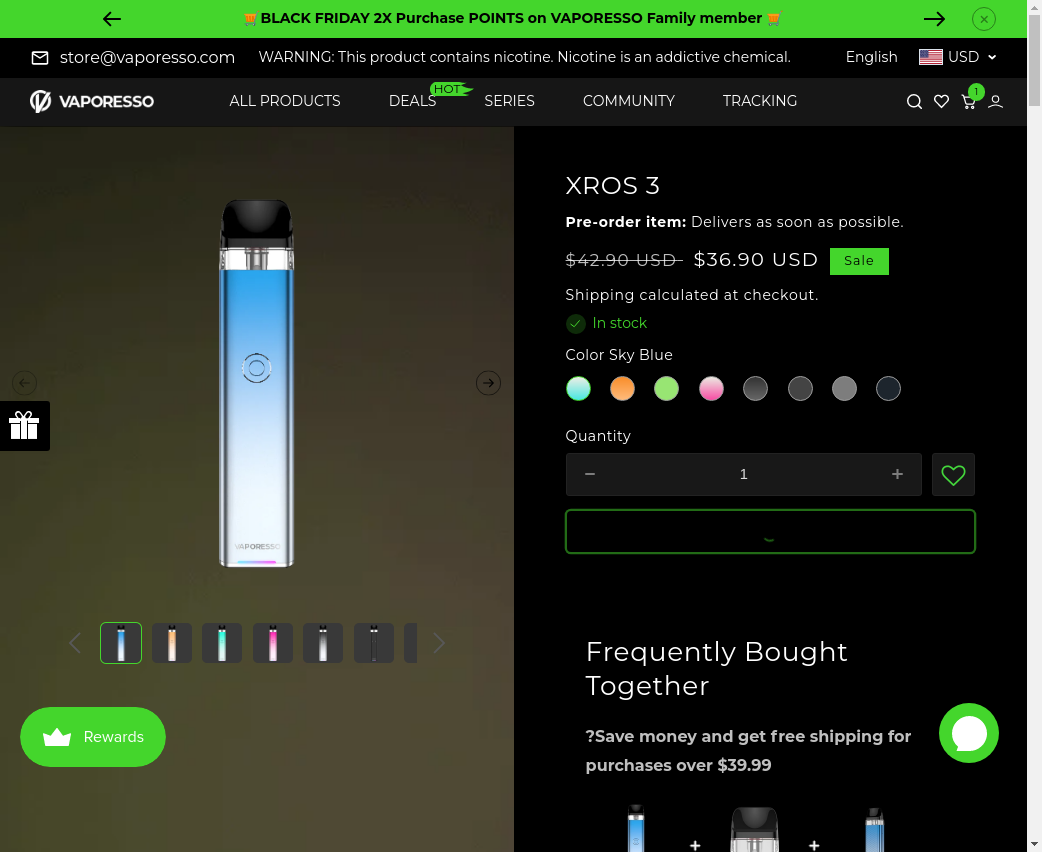 BLACK FRIDAY 2X Purchase POINTS on VAPORESSO Family member
store@vaporesso.com WARNING: This product contains nicotine. Nicotine is an addictive chemical. English USD
VAPORESSO ALL PRODUCTS DEALS HOT SERIES COMMUNITY TRACKING 1
XROS 3
Pre-order item: Delivers as soon as possible.
$42.90 USD $36.90 USD Sale
Shipping calculated at checkout.
In stock
Color Sky Blue
Quantity
− 1 +
VAPORESSO
Frequently Bought
Together
Rewards
?Save money and get free shipping for
purchases over $39.99
+ +